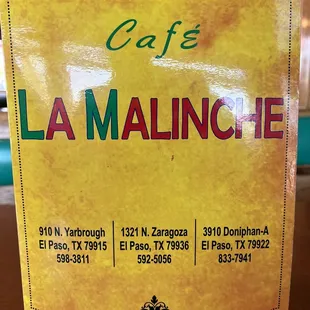 Café
LA MALINCHE
910 N. Yarbrough
El Paso, TX 79915
598-3811
1321 N. Zaragoza
El Paso, TX 79936
592-5056
3910 Doniphan-A
El Paso, TX 79922
833-7941